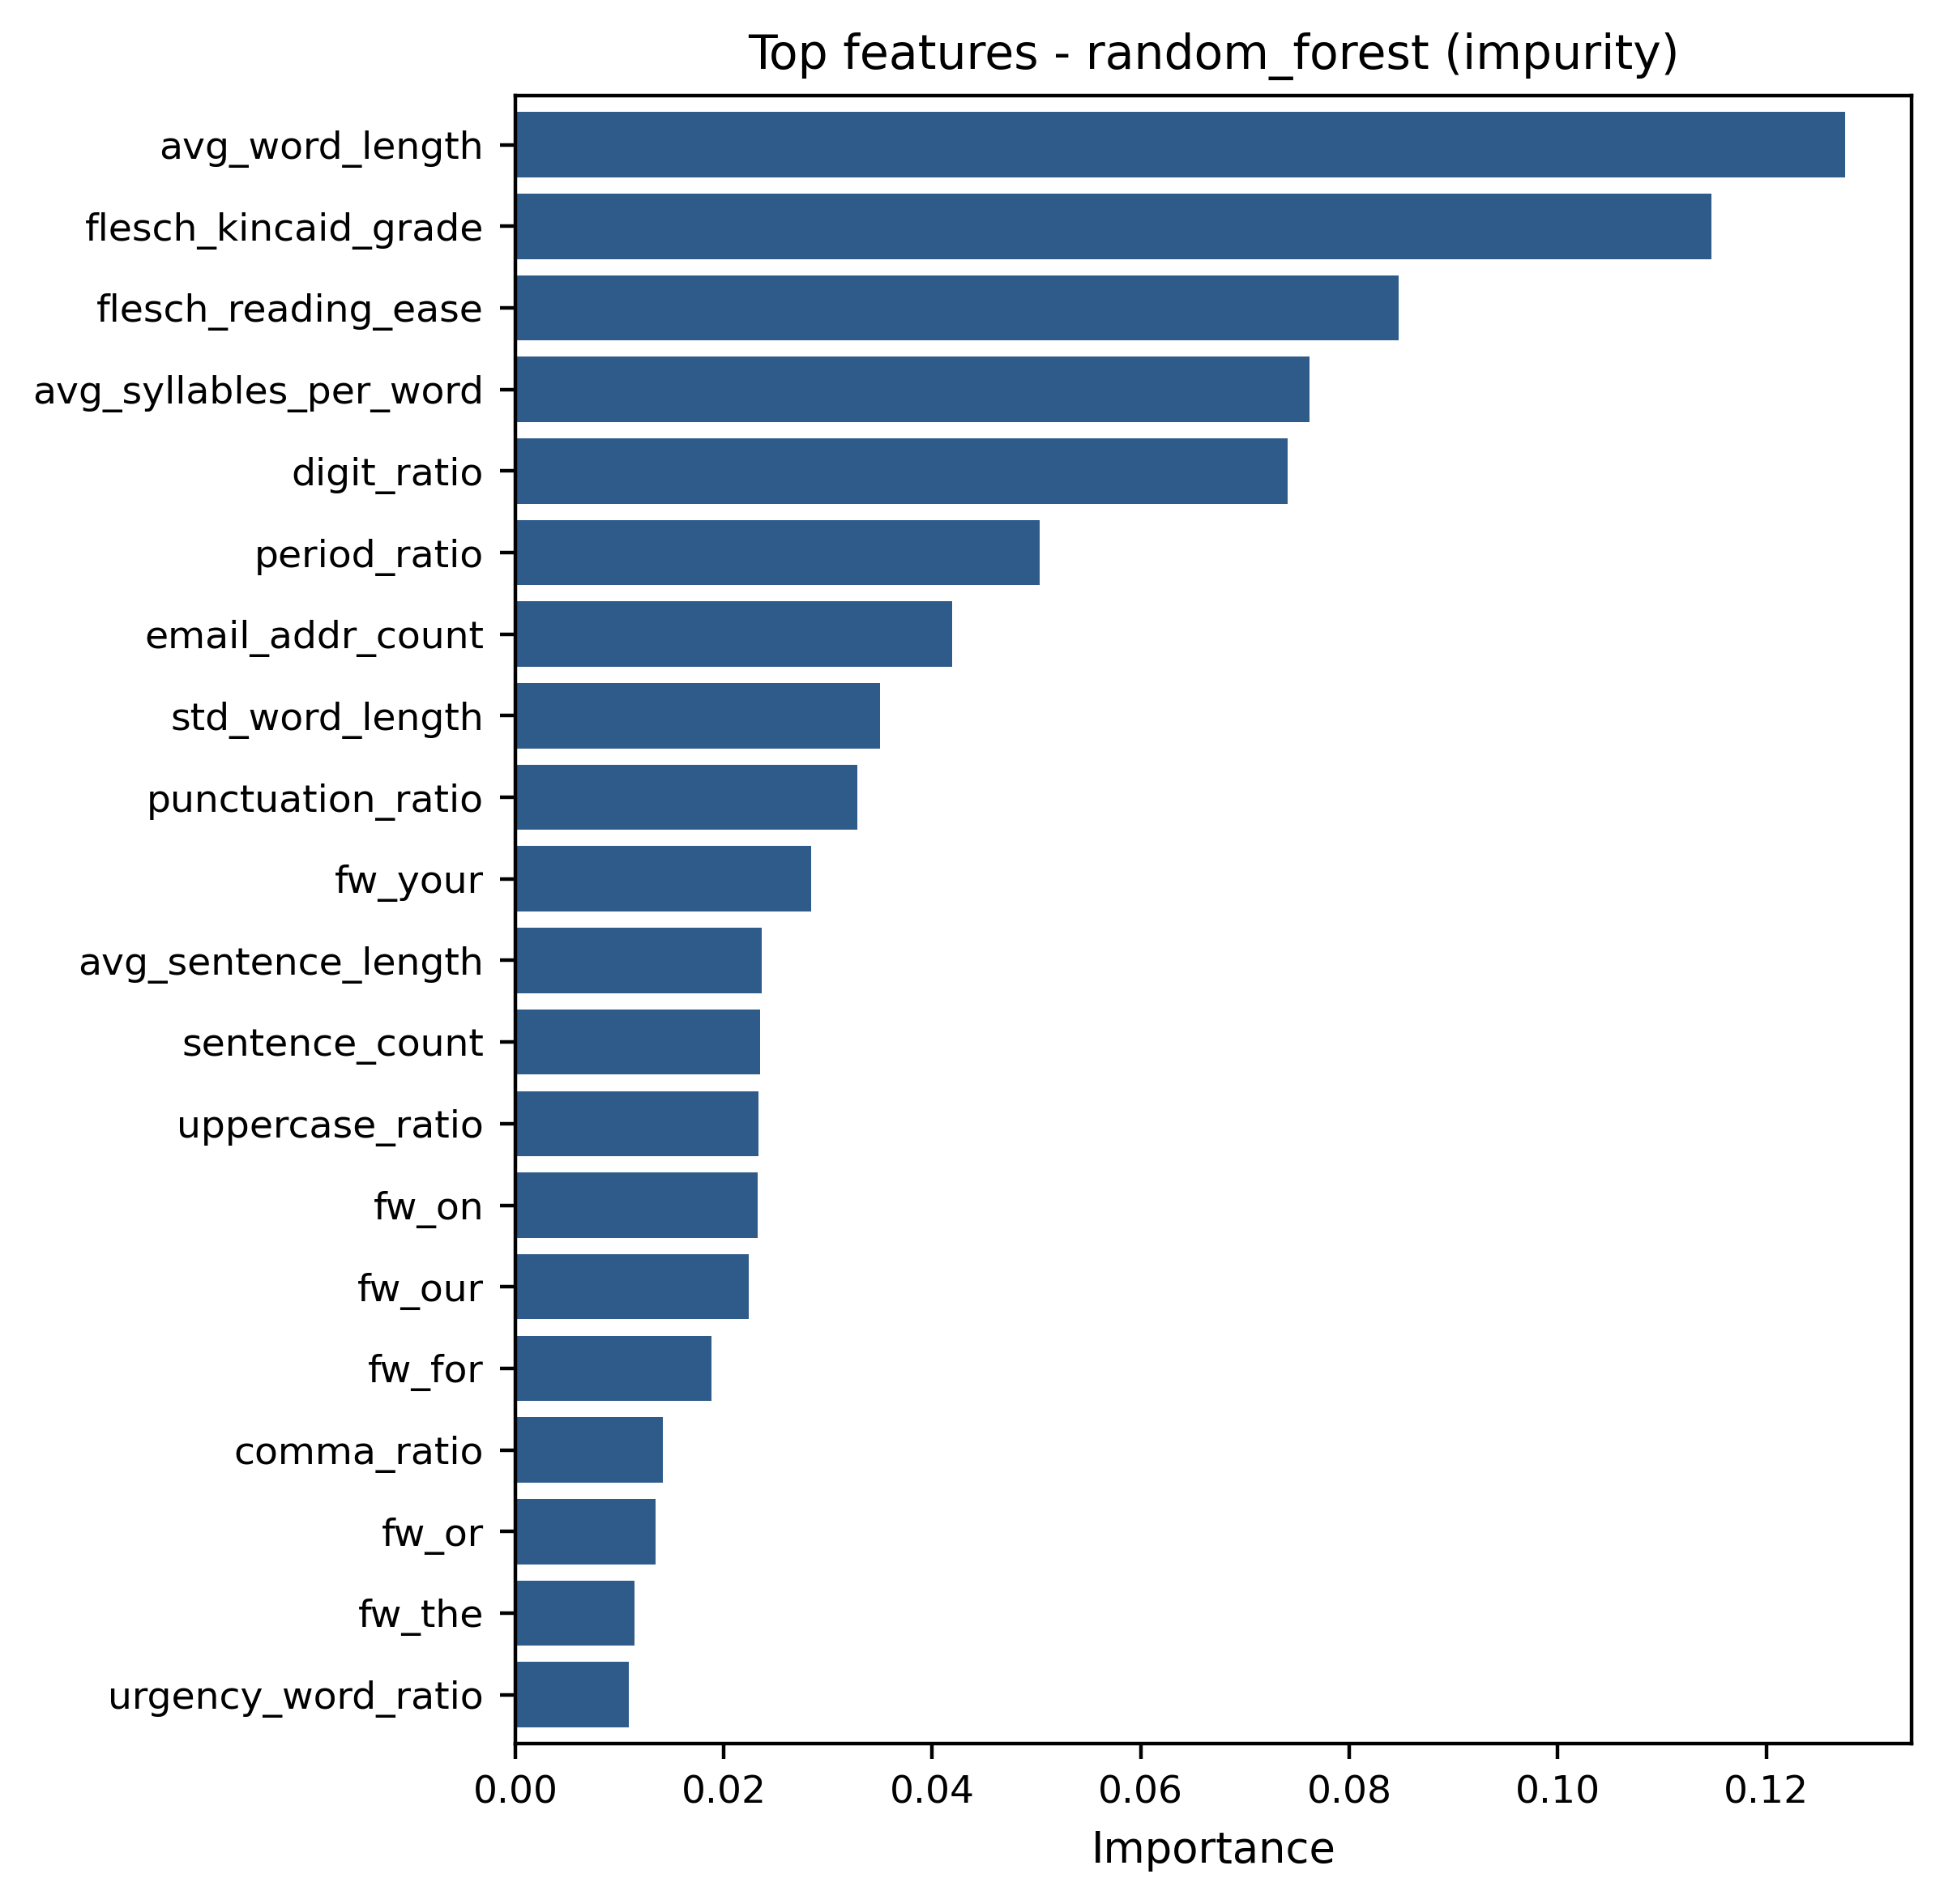 Top features - random_forest (impurity)
avg_word_length
flesch_kincaid_grade
flesch_reading_ease
avg_syllables_per_word
digit_ratio
period_ratio
email_addr_count
std_word_length
punctuation_ratio
fw_your
avg_sentence_length
sentence_count
uppercase_ratio
fw_on
fw_our
fw_for
comma_ratio
fw_or
fw_the
urgency_word_ratio
0.00 0.02 0.04 0.06 0.08 0.10 0.12
Importance